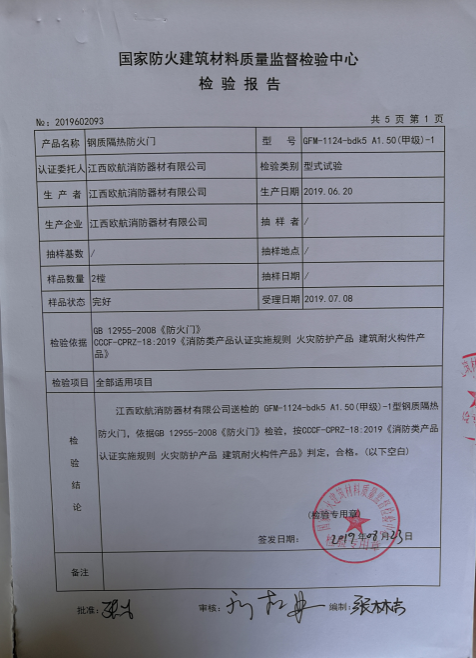 国家防火建筑材料质量监督检验中心
检 验 报 告
№: 2019602093 共 5 页 第 1 页
产品名称 钢质隔热防火门 型 号 GFM-1124-bdk5 A1.50(甲级)-1
认证委托人 江西欧航消防器材有限公司 检验类别 型式试验
生 产 者 江西欧航消防器材有限公司 生产日期 2019.06.20
生产企业 江西欧航消防器材有限公司 抽 样 者 /
抽样基数 / 抽样地点 /
样品数量 2樘 抽样日期 /
样品状态 完好 受理日期 2019.07.08
检验依据 GB 12955-2008《防火门》
CCCF-CPRZ-18:2019《消防类产品认证实施规则 火灾防护产品 建筑耐火构件产
品》
检验项目 全部适用项目
检验结论 江西欧航消防器材有限公司送检的 GFM-1124-bdk5 A1.50(甲级)-1型钢质隔热
防火门，依据GB 12955-2008《防火门》检验，按CCCF-CPRZ-18:2019《消防类产品
认证实施规则 火灾防护产品 建筑耐火构件产品》判定，合格。(以下空白)
(检验专用章)
签发日期： 2019年08月23日
备注
批准： 审核： 编制：